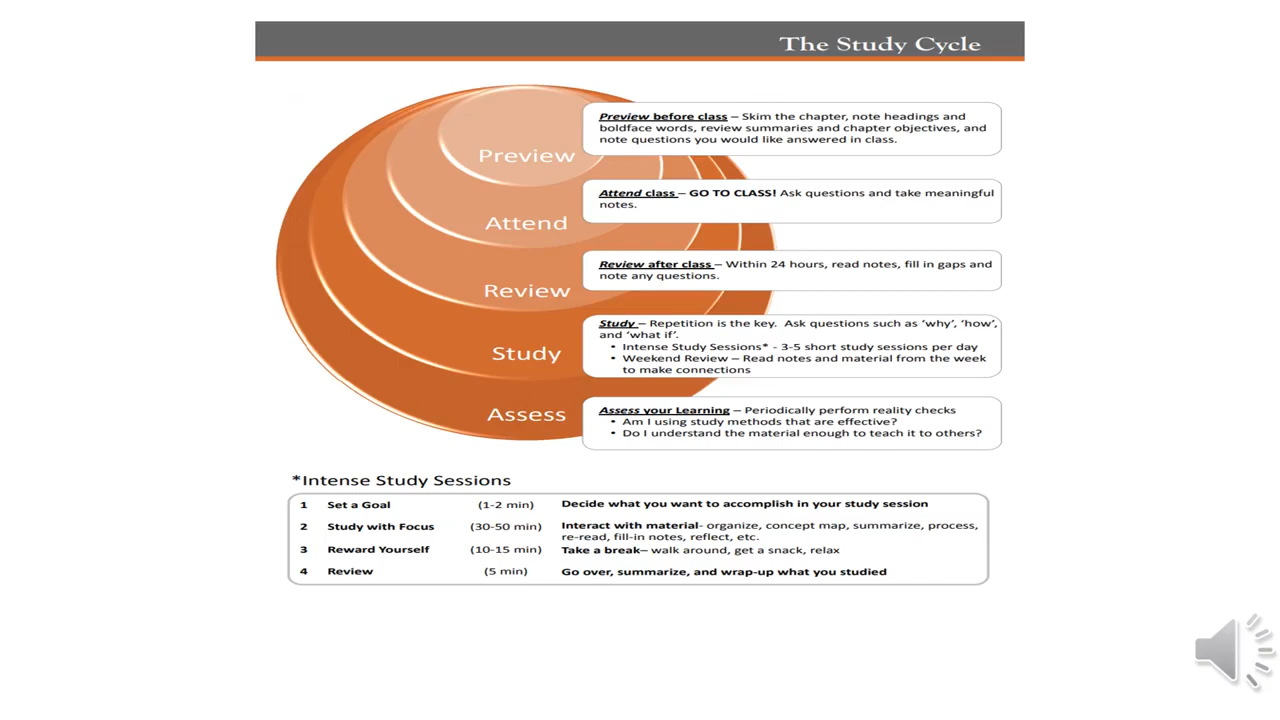 The Study Cycle
Preview
Preview before class – Skim the chapter, note headings and
boldface words, review summaries and chapter objectives, and
note questions you would like answered in class.
Attend
Attend class – GO TO CLASS! Ask questions and take meaningful
notes.
Review
Review after class – Within 24 hours, read notes, fill in gaps and
note any questions.
Study
Study – Repetition is the key. Ask questions such as ‘why’, ‘how’,
and ‘what if’.
• Intense Study Sessions* - 3-5 short study sessions per day
• Weekend Review – Read notes and material from the week
to make connections
Assess
Assess your Learning – Periodically perform reality checks
• Am I using study methods that are effective?
• Do I understand the material enough to teach it to others?
*Intense Study Sessions
1 Set a Goal (1-2 min) Decide what you want to accomplish in your study session
2 Study with Focus (30-50 min) Interact with material- organize, concept map, summarize, process,
re-read, fill-in notes, reflect, etc.
3 Reward Yourself (10-15 min) Take a break– walk around, get a snack, relax
4 Review (5 min) Go over, summarize, and wrap-up what you studied